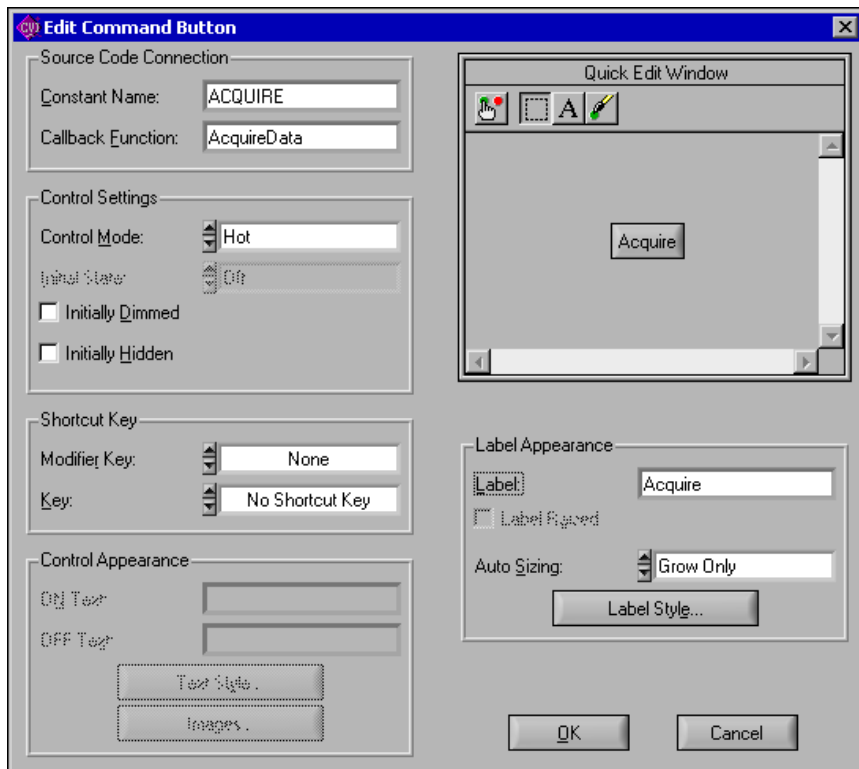 CVI Edit Command Button
Source Code Connection
Constant Name: ACQUIRE
Callback Function: AcquireData
Control Settings
Control Mode: Hot
Initial State: Off
Initially Dimmed
Initially Hidden
Shortcut Key
Modifier Key: None
Key: No Shortcut Key
Control Appearance
ON Text:
OFF Text:
Text Style...
Images...
Quick Edit Window
A
Acquire
Label Appearance
Label: Acquire
Label Raised
Auto Sizing: Grow Only
Label Style...
OK Cancel